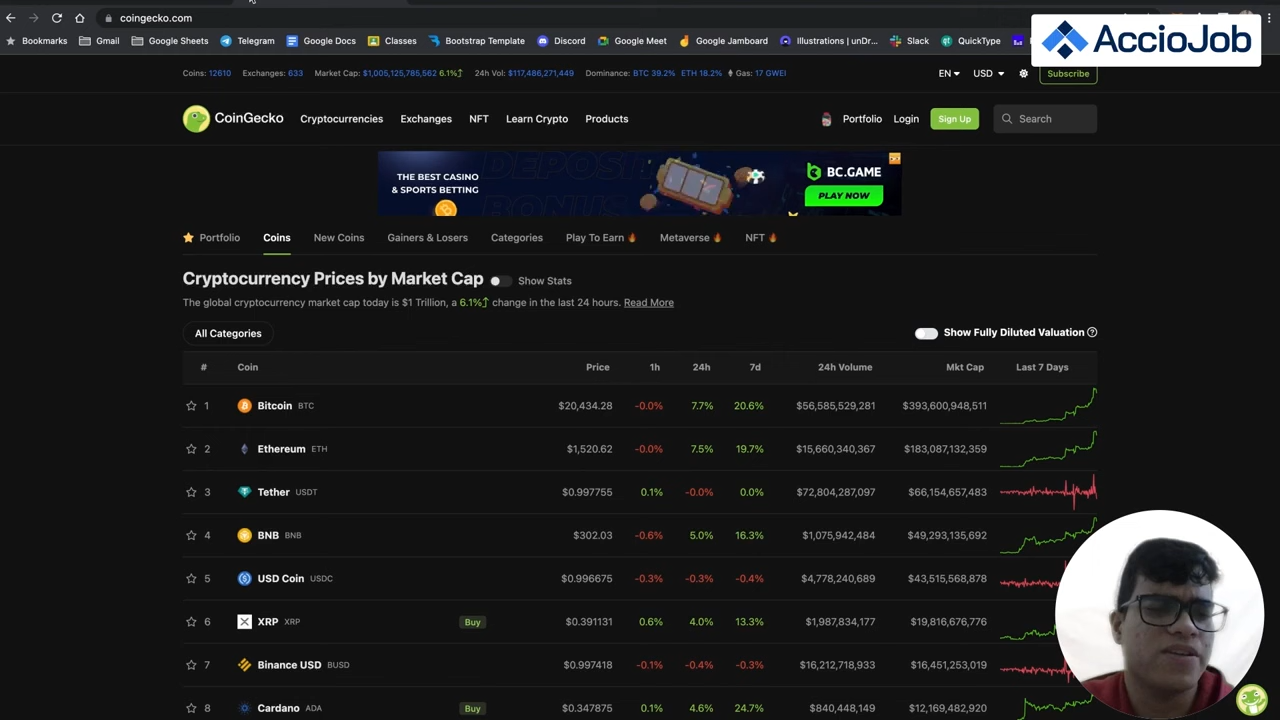 coingecko.com
AccioJob
Bookmarks Gmail Google Sheets Telegram Google Doc Discord Google Meet Google Jamboard Illustrations | unDr... Slack QuickType
Coins: 12610 Exchanges: 633 Market Cap: $1,005,125,785,562 6.1% 24h Vol: $117,486,271,449 Dominance: BTC 39.2% ETH 18.2% Gas: 17 GWEI EN USD Subscribe
CoinGecko Cryptocurrencies Exchanges NFT Learn Crypto Products Portfolio Login Sign Up Search
THE BEST CASINO
& SPORTS BETTING
BC.GAME
PLAY NOW
Portfolio Coins New Coins Gainers & Losers Categories Play To Earn Metaverse NFT
Cryptocurrency Prices by Market Cap Show Stats
The global cryptocurrency market cap today is $1 Trillion, a 6.1% change in the last 24 hours. Read More
All Categories Show Fully Diluted Valuation
# Coin Price 1h 24h 7d 24h Volume Mkt Cap Last 7 Days
1 Bitcoin BTC $20,434.28 -0.0% 7.7% 20.6% $56,585,529,281 $393,600,948,511
2 Ethereum ETH $1,520.62 -0.0% 7.5% 19.7% $15,660,340,367 $183,087,132,359
3 Tether USDT $0.997755 0.1% -0.0% 0.0% $72,804,287,097 $66,154,657,483
4 BNB BNB $302.03 -0.6% 5.0% 16.3% $1,075,942,484 $49,293,135,692
5 USD Coin USDC $0.996675 -0.3% -0.3% -0.4% $4,778,240,689 $43,515,568,878
6 XRP XRP Buy $0.391131 0.6% 4.0% 13.3% $1,987,834,177 $19,816,676,776
7 Binance USD BUSD $0.997418 -0.1% -0.4% -0.3% $16,212,718,933 $16,451,253,019
8 Cardano ADA Buy $0.347875 0.1% 4.6% 24.7% $840,448,149 $12,169,482,920